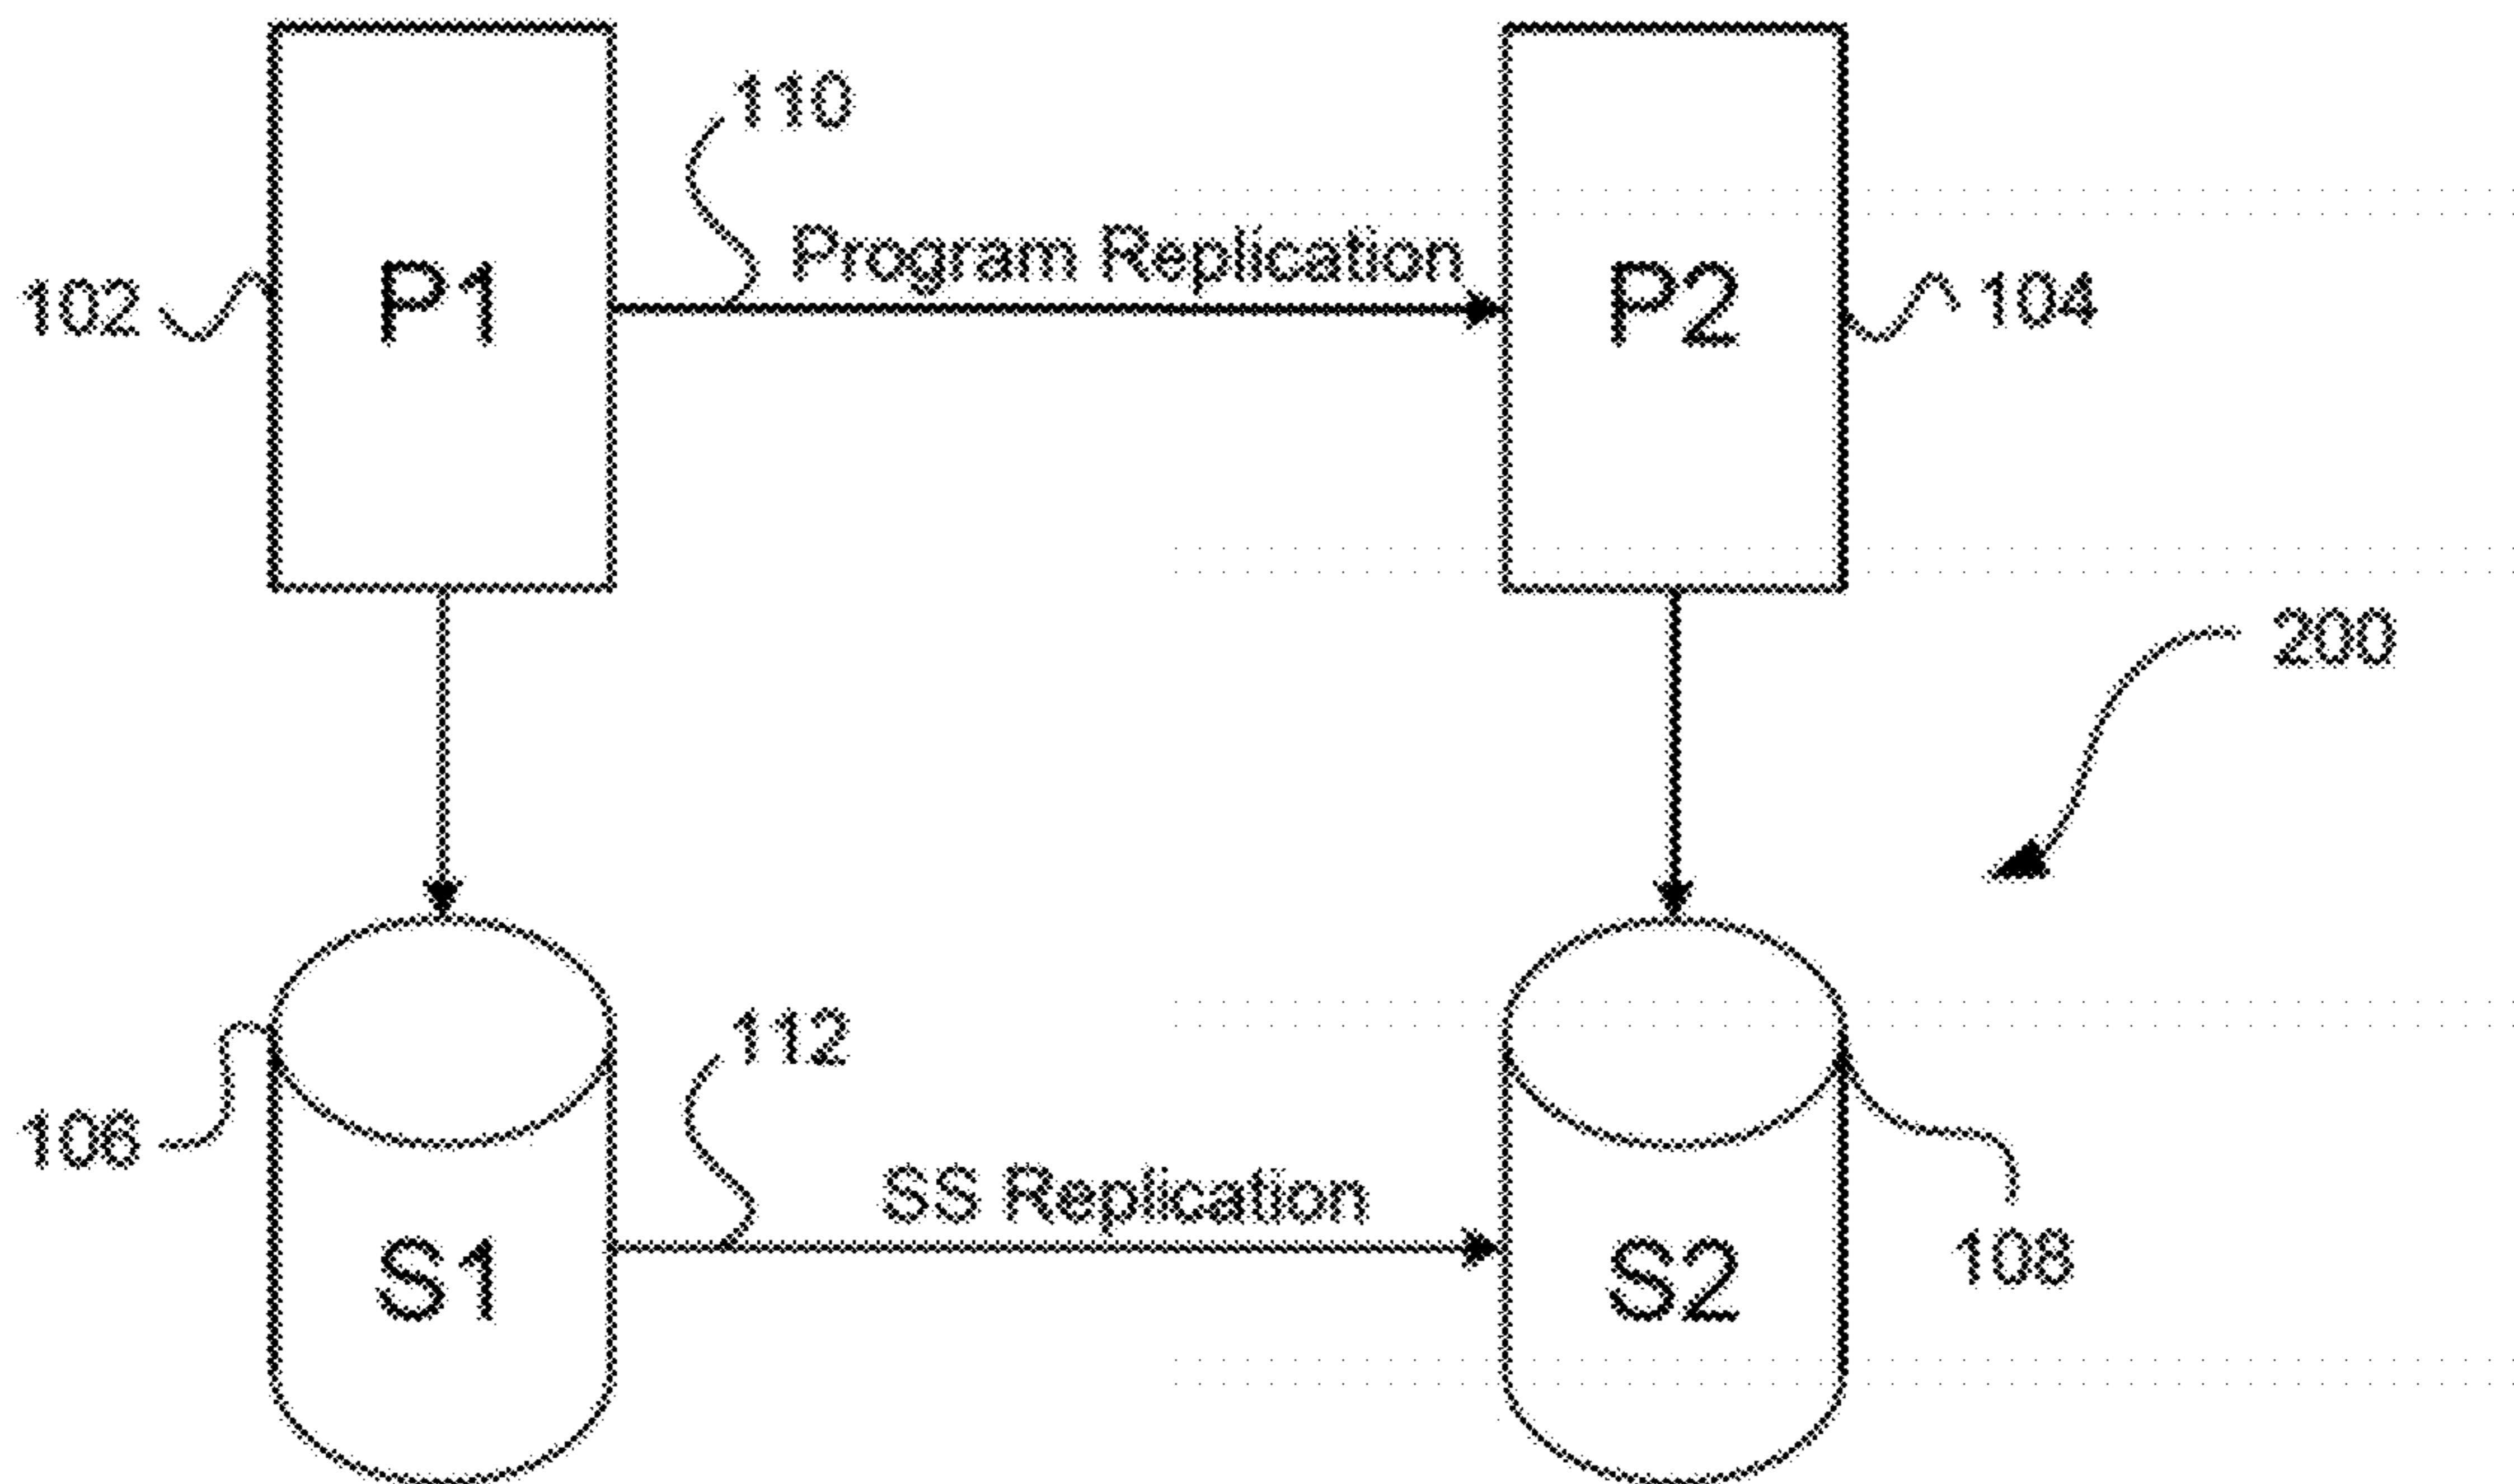 110
Program Replication
102
P1
P2
104
200
112
106
SS Replication
S1
S2
108